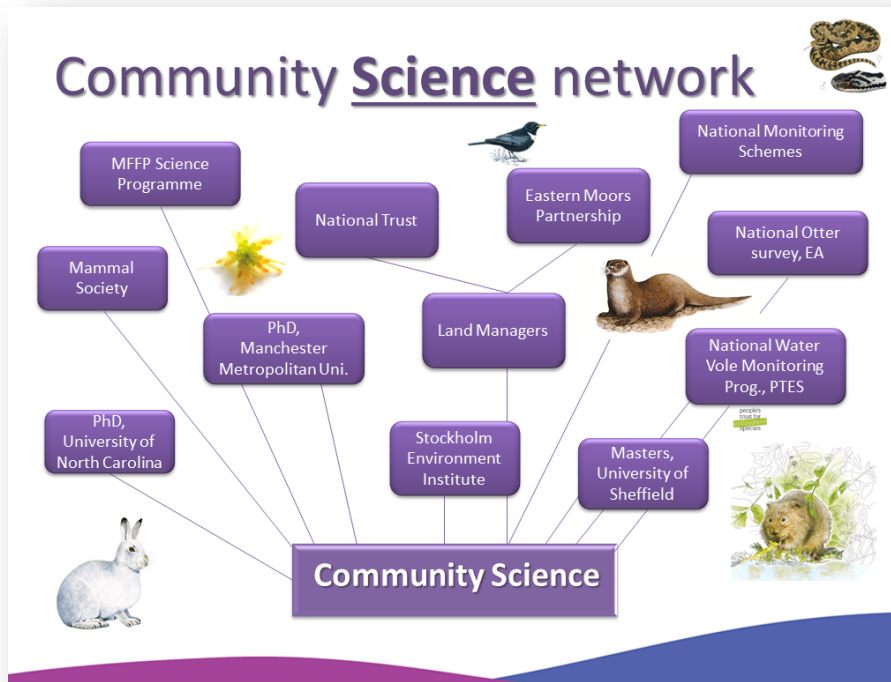 Community Science network
National Monitoring
Schemes
MFFP Science
Programme
National Trust
Eastern Moors
Partnership
National Otter
survey, EA
Mammal
Society
PhD,
Manchester
Metropolitan Uni.
Land Managers
National Water
Vole Monitoring
Prog., PTES
PhD,
University of
North Carolina
Stockholm
Environment
Institute
Masters,
University of
Sheffield
people's
trust for
endangered
species
Community Science